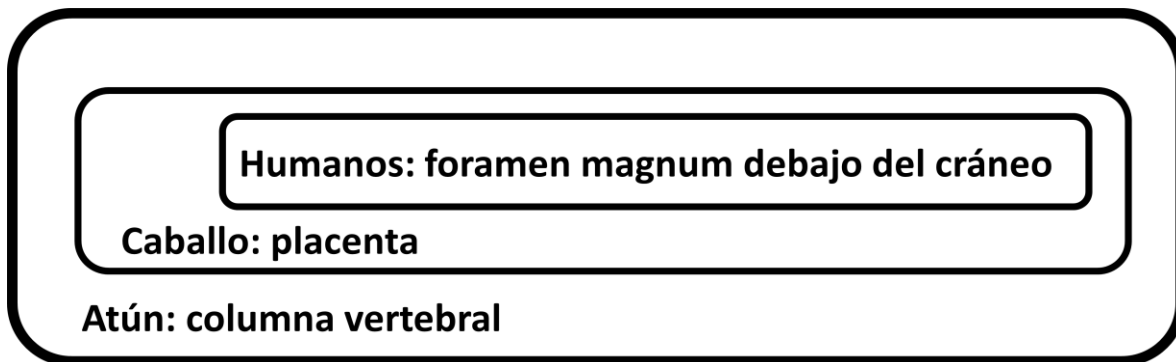 Humanos: foramen magnum debajo del cráneo
Caballo: placenta
Atún: columna vertebral